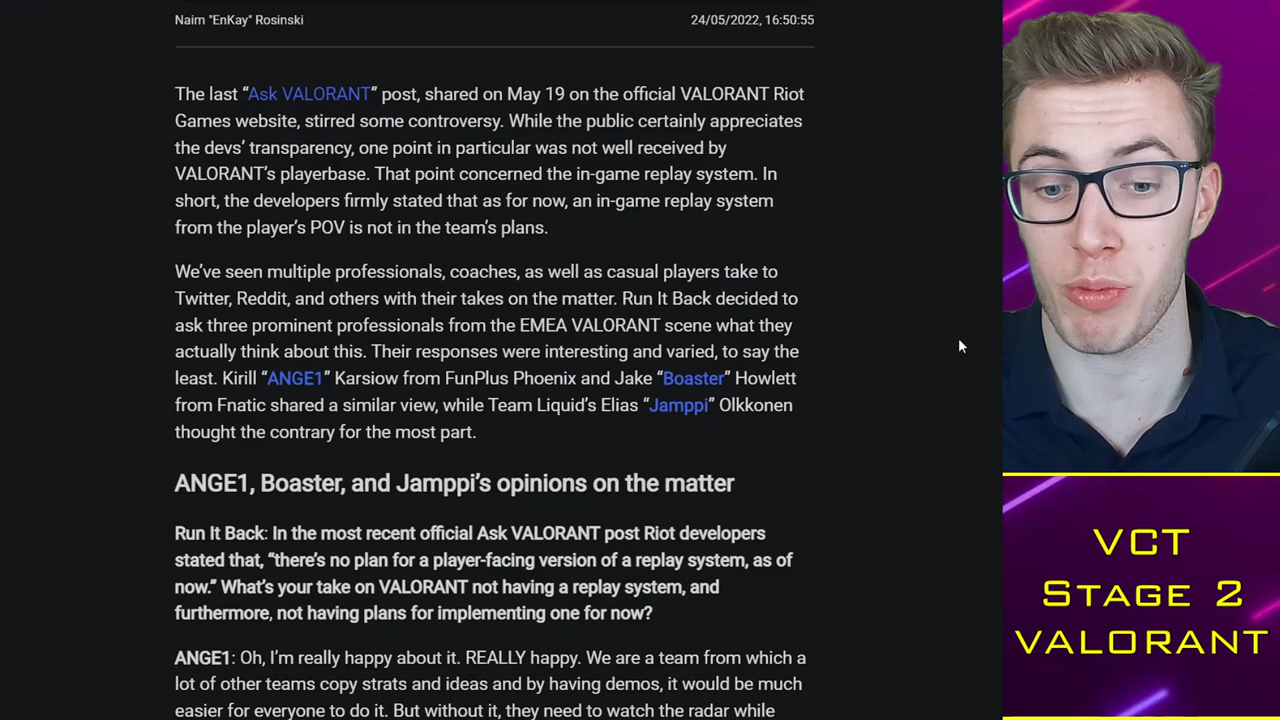 Naim "EnKay" Rosinski
24/05/2022, 16:50:55
The last “Ask VALORANT” post, shared on May 19 on the official VALORANT Riot
Games website, stirred some controversy. While the public certainly appreciates
the devs’ transparency, one point in particular was not well received by
VALORANT’s playerbase. That point concerned the in-game replay system. In
short, the developers firmly stated that as for now, an in-game replay system
from the player’s POV is not in the team’s plans.
We’ve seen multiple professionals, coaches, as well as casual players take to
Twitter, Reddit, and others with their takes on the matter. Run It Back decided to
ask three prominent professionals from the EMEA VALORANT scene what they
actually think about this. Their responses were interesting and varied, to say the
least. Kirill “ANGE1” Karsiow from FunPlus Phoenix and Jake “Boaster” Howlett
from Fnatic shared a similar view, while Team Liquid’s Elias “Jamppi” Olkkonen
thought the contrary for the most part.
ANGE1, Boaster, and Jamppi’s opinions on the matter
Run It Back: In the most recent official Ask VALORANT post Riot developers
stated that, “there’s no plan for a player-facing version of a replay system, as of
now.” What’s your take on VALORANT not having a replay system, and
furthermore, not having plans for implementing one for now?
ANGE1: Oh, I’m really happy about it. REALLY happy. We are a team from which a
lot of other teams copy strats and ideas and by having demos, it would be much
easier for everyone to do it. But without it, they need to watch the radar while
VCT
STAGE 2
VALORANT